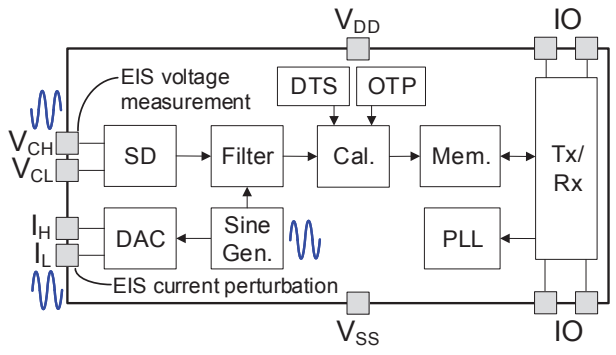 VDD
IO
EIS voltage
measurement
DTS
OTP
VCH
VCL
SD
Filter
Cal.
Mem.
Tx/
Rx
IH
IL
DAC
Sine
Gen.
PLL
EIS current perturbation
VSS
IO